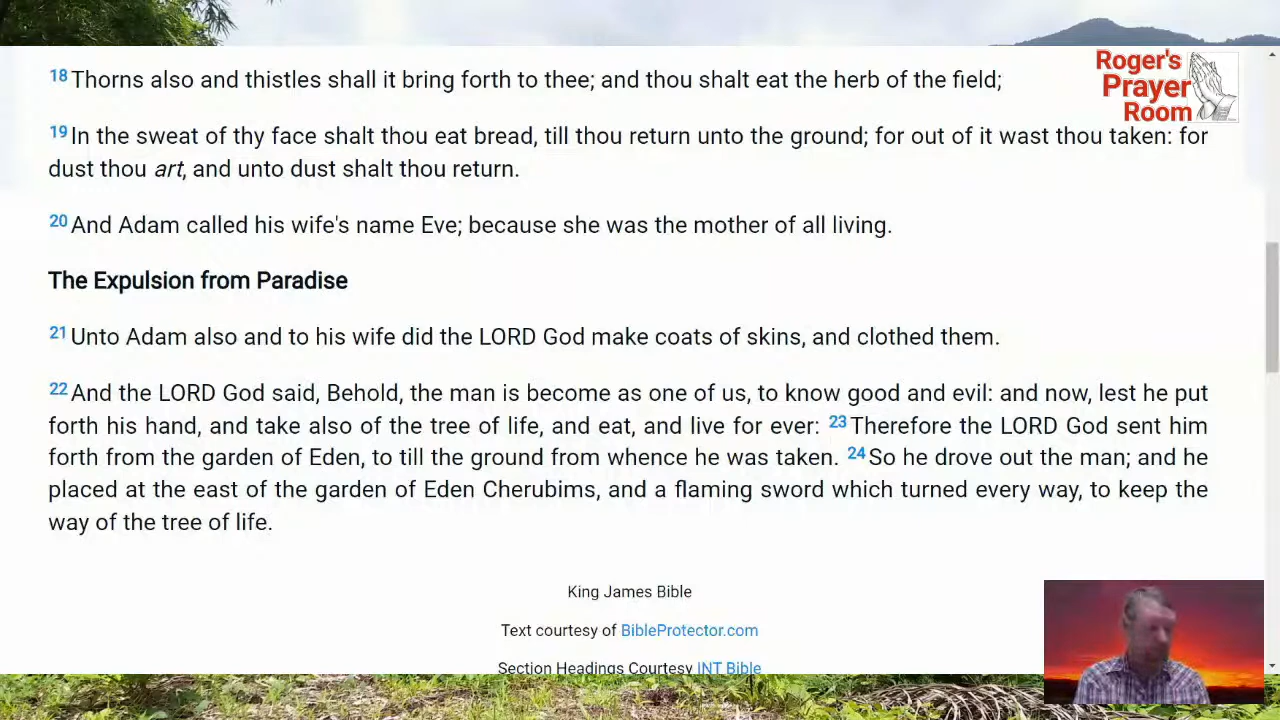 18 Thorns also and thistles shall it bring forth to thee; and thou shalt eat the herb of the field;
Roger's
Prayer
Room
19 In the sweat of thy face shalt thou eat bread, till thou return unto the ground; for out of it wast thou taken: for
dust thou art, and unto dust shalt thou return.
20 And Adam called his wife's name Eve; because she was the mother of all living.
The Expulsion from Paradise
21 Unto Adam also and to his wife did the LORD God make coats of skins, and clothed them.
22 And the LORD God said, Behold, the man is become as one of us, to know good and evil: and now, lest he put
forth his hand, and take also of the tree of life, and eat, and live for ever: 23 Therefore the LORD God sent him
forth from the garden of Eden, to till the ground from whence he was taken. 24 So he drove out the man; and he
placed at the east of the garden of Eden Cherubims, and a flaming sword which turned every way, to keep the
way of the tree of life.
King James Bible
Text courtesy of BibleProtector.com
Section Headings Courtesy INT Bible